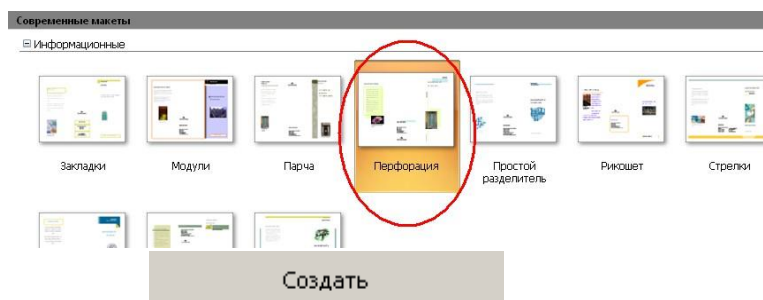 Современные макеты
Информационные
Закладки
Модули
Парча
Перфорация
Простой
разделитель
Рикошет
Стрелки
Создать